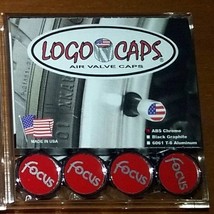 LOGO CAPS®
AIR VALVE CAPS
ABS Chrome
Black Graphite
6061 T-6 Aluminum
MADE IN USA
Focus
Focus
Focus
Focus